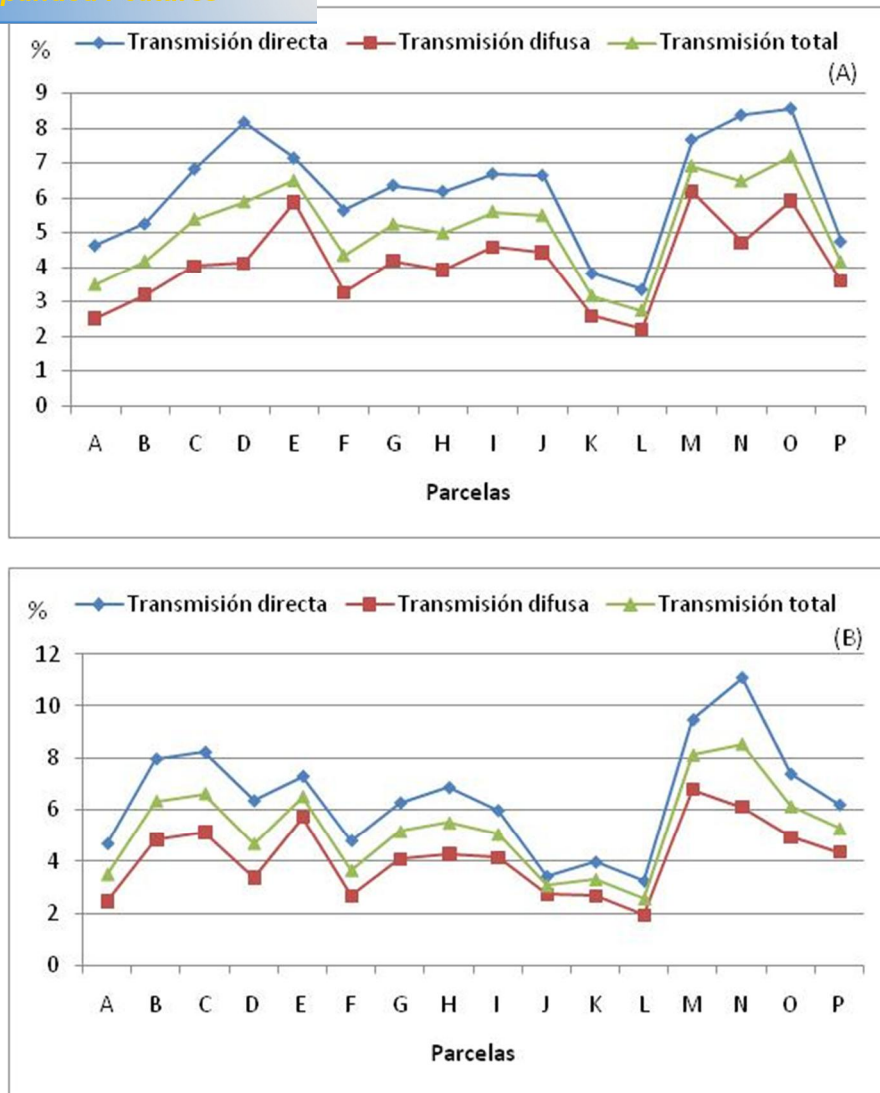 % Transmisión directa Transmisión difusa Transmisión total
(A)
9
8
7
6
5
4
3
2
1
0
A B C D E F G H I J K L M N O P
Parcelas
% Transmisión directa Transmisión difusa Transmisión total
(B)
12
10
8
6
4
2
0
A B C D E F G H I J K L M N O P
Parcelas